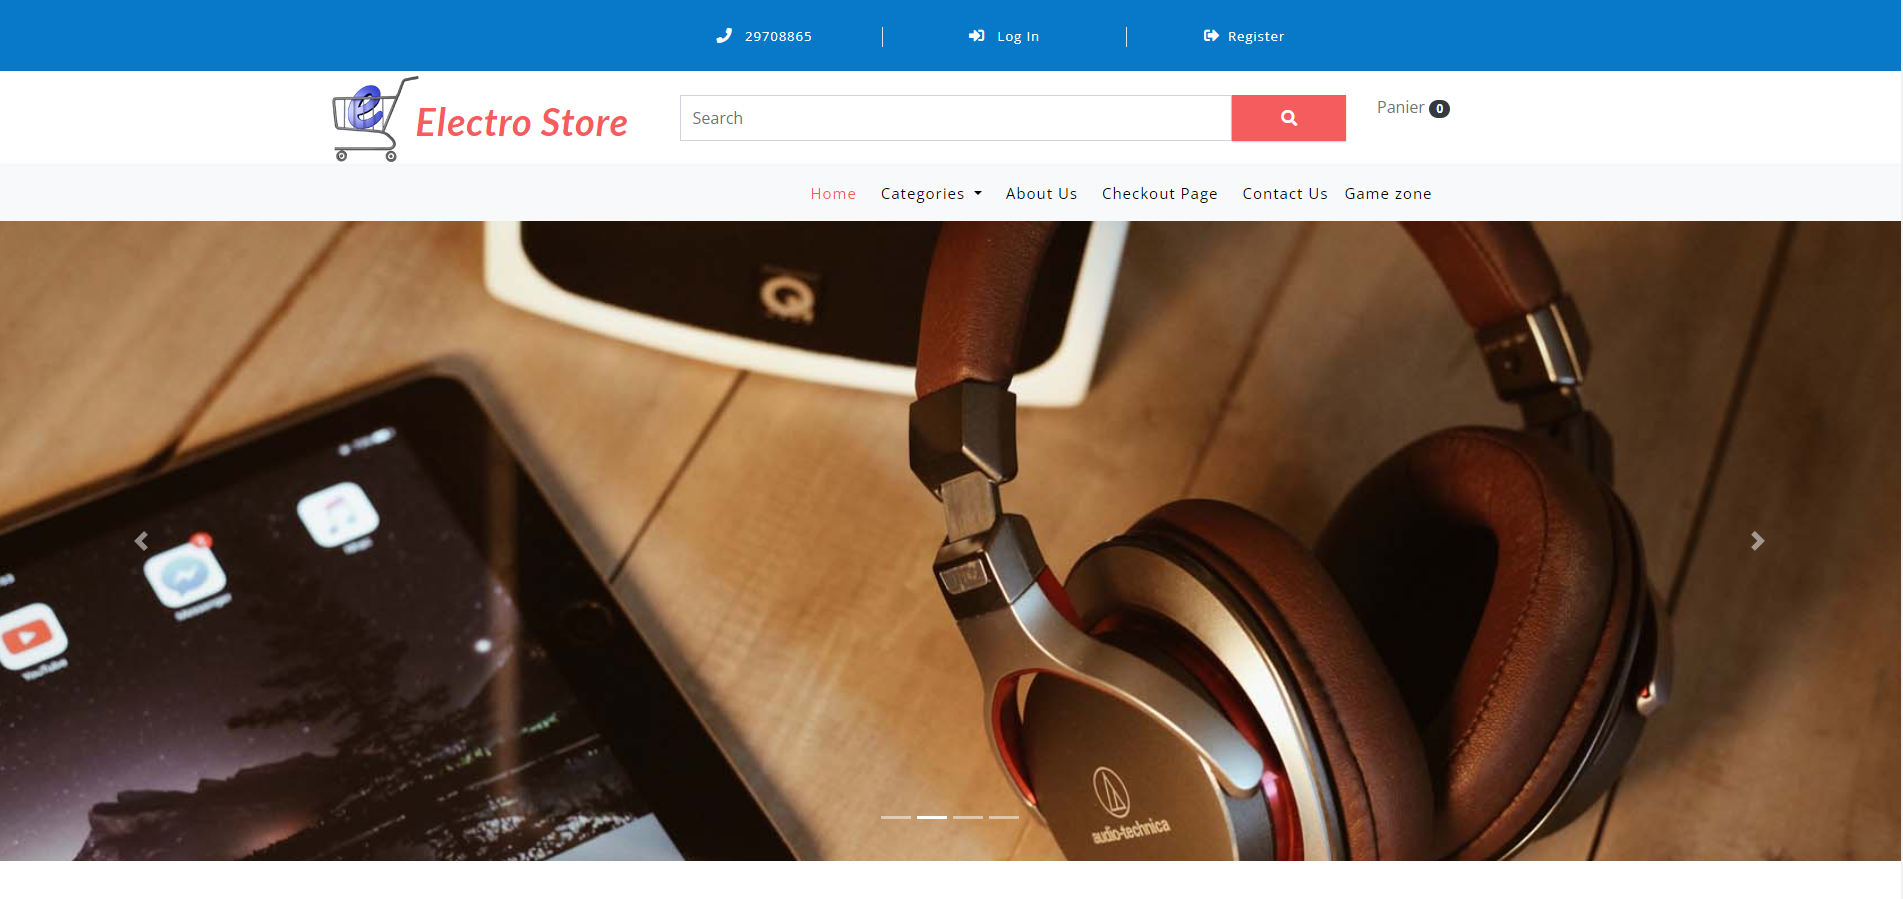 29708865
Log In
Register
Electro Store
Search
Panier 0
Home
Categories
About Us
Checkout Page
Contact Us
Game zone
Q
Messenger
YouTube
audio-technica